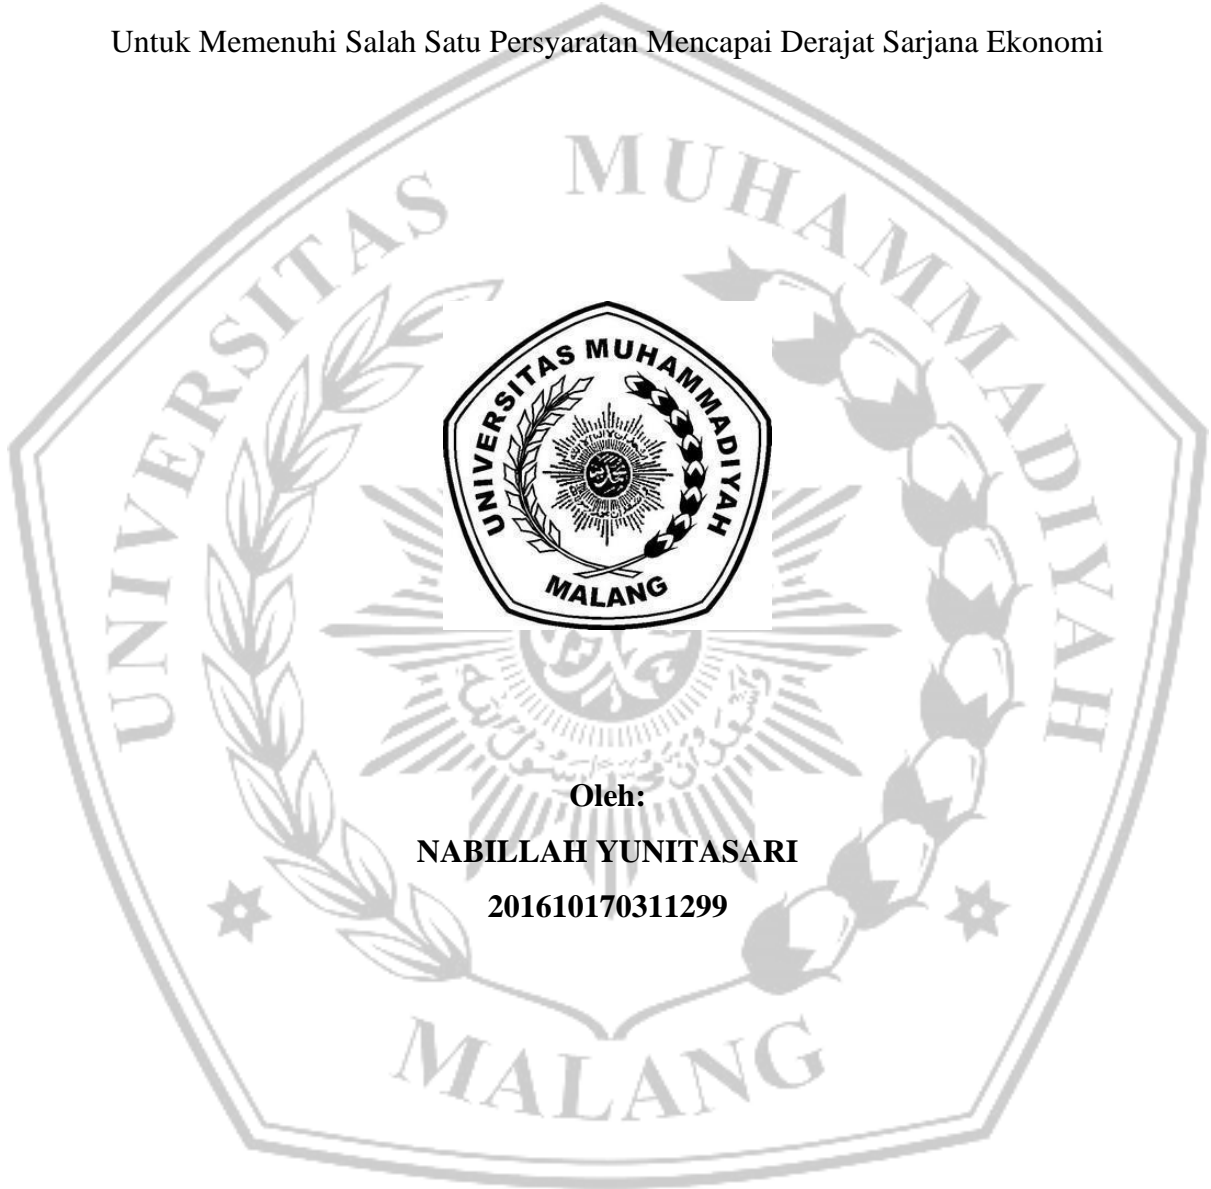 Untuk Memenuhi Salah Satu Persyaratan Mencapai Derajat Sarjana Ekonomi
UNIVERSITAS MUHAMMADIYAH
MALANG
UNIVERSITAS MUHAMMADIYAH
MALANG
Oleh:
NABILLAH YUNITASARI
201610170311299